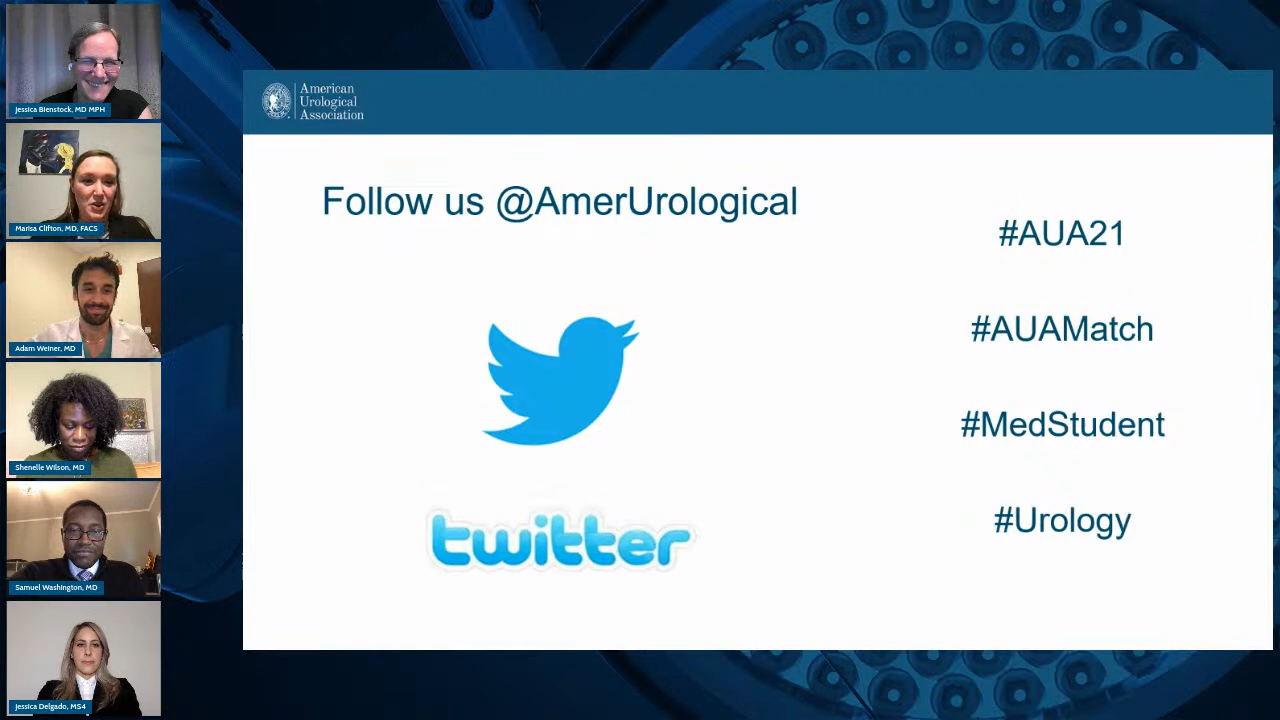 Jessica Bienstock, MD MPH
Marisa Clifton, MD, FACS
Adam Weiner, MD
Shenelle Wilson, MD
Samuel Washington, MD
Jessica Delgado, MS4
American
Urological
Association
Follow us @AmerUrological
twitter
#AUA21
#AUAMatch
#MedStudent
#Urology